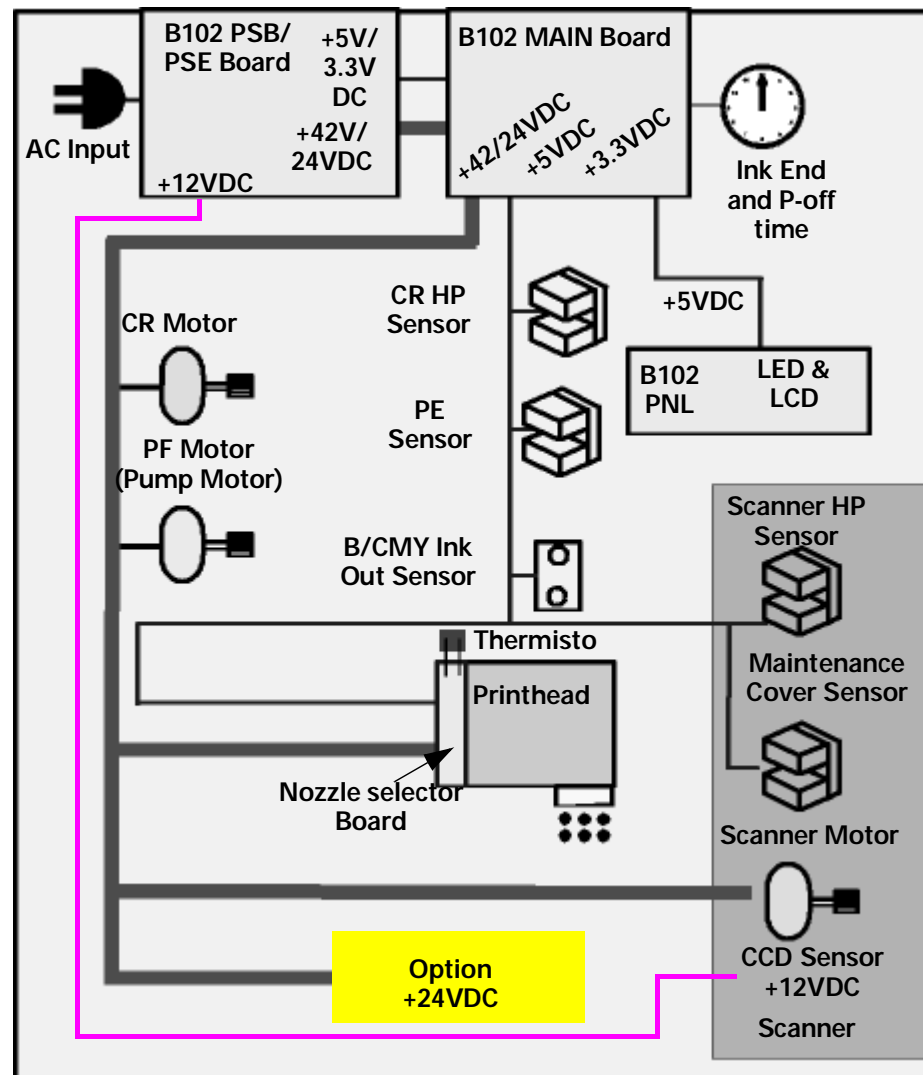 B102 PSB/
PSE Board
+5V/
3.3V
DC
+42V/
24VDC
+12VDC
AC Input
B102 MAIN Board
+42/24VDC
+5VDC
+3.3VDC
Ink End
and P-off
time
CR HP
Sensor
+5VDC
CR Motor
B102
PNL
LED &
LCD
PE
Sensor
PF Motor
(Pump Motor)
Scanner HP
Sensor
B/CMY Ink
Out Sensor
Thermisto
Printhead
Maintenance
Cover Sensor
Nozzle selector
Board
Scanner Motor
CCD Sensor
+12VDC
Scanner
Option
+24VDC